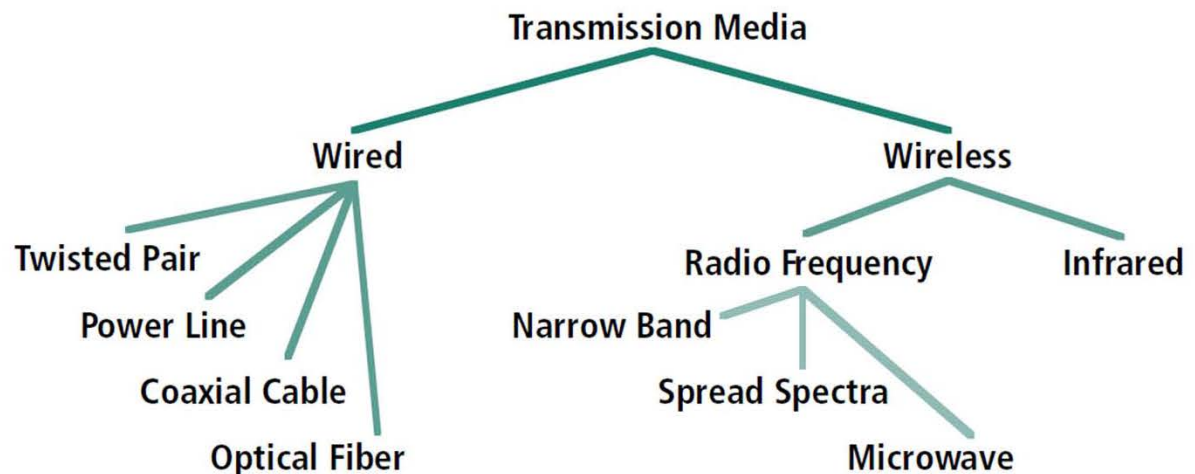 Transmission Media
Wired
Wireless
Twisted Pair
Radio Frequency
Infrared
Power Line
Narrow Band
Coaxial Cable
Spread Spectra
Optical Fiber
Microwave